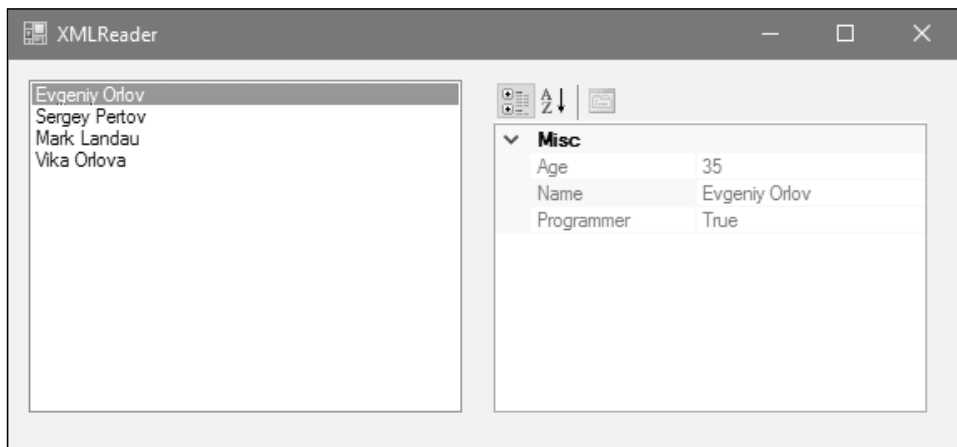 XMLReader
Evgeniy Orlov
Sergey Pertov
Mark Landau
Vika Orlova
A
Z
Misc
Age 35
Name Evgeniy Orlov
Programmer True